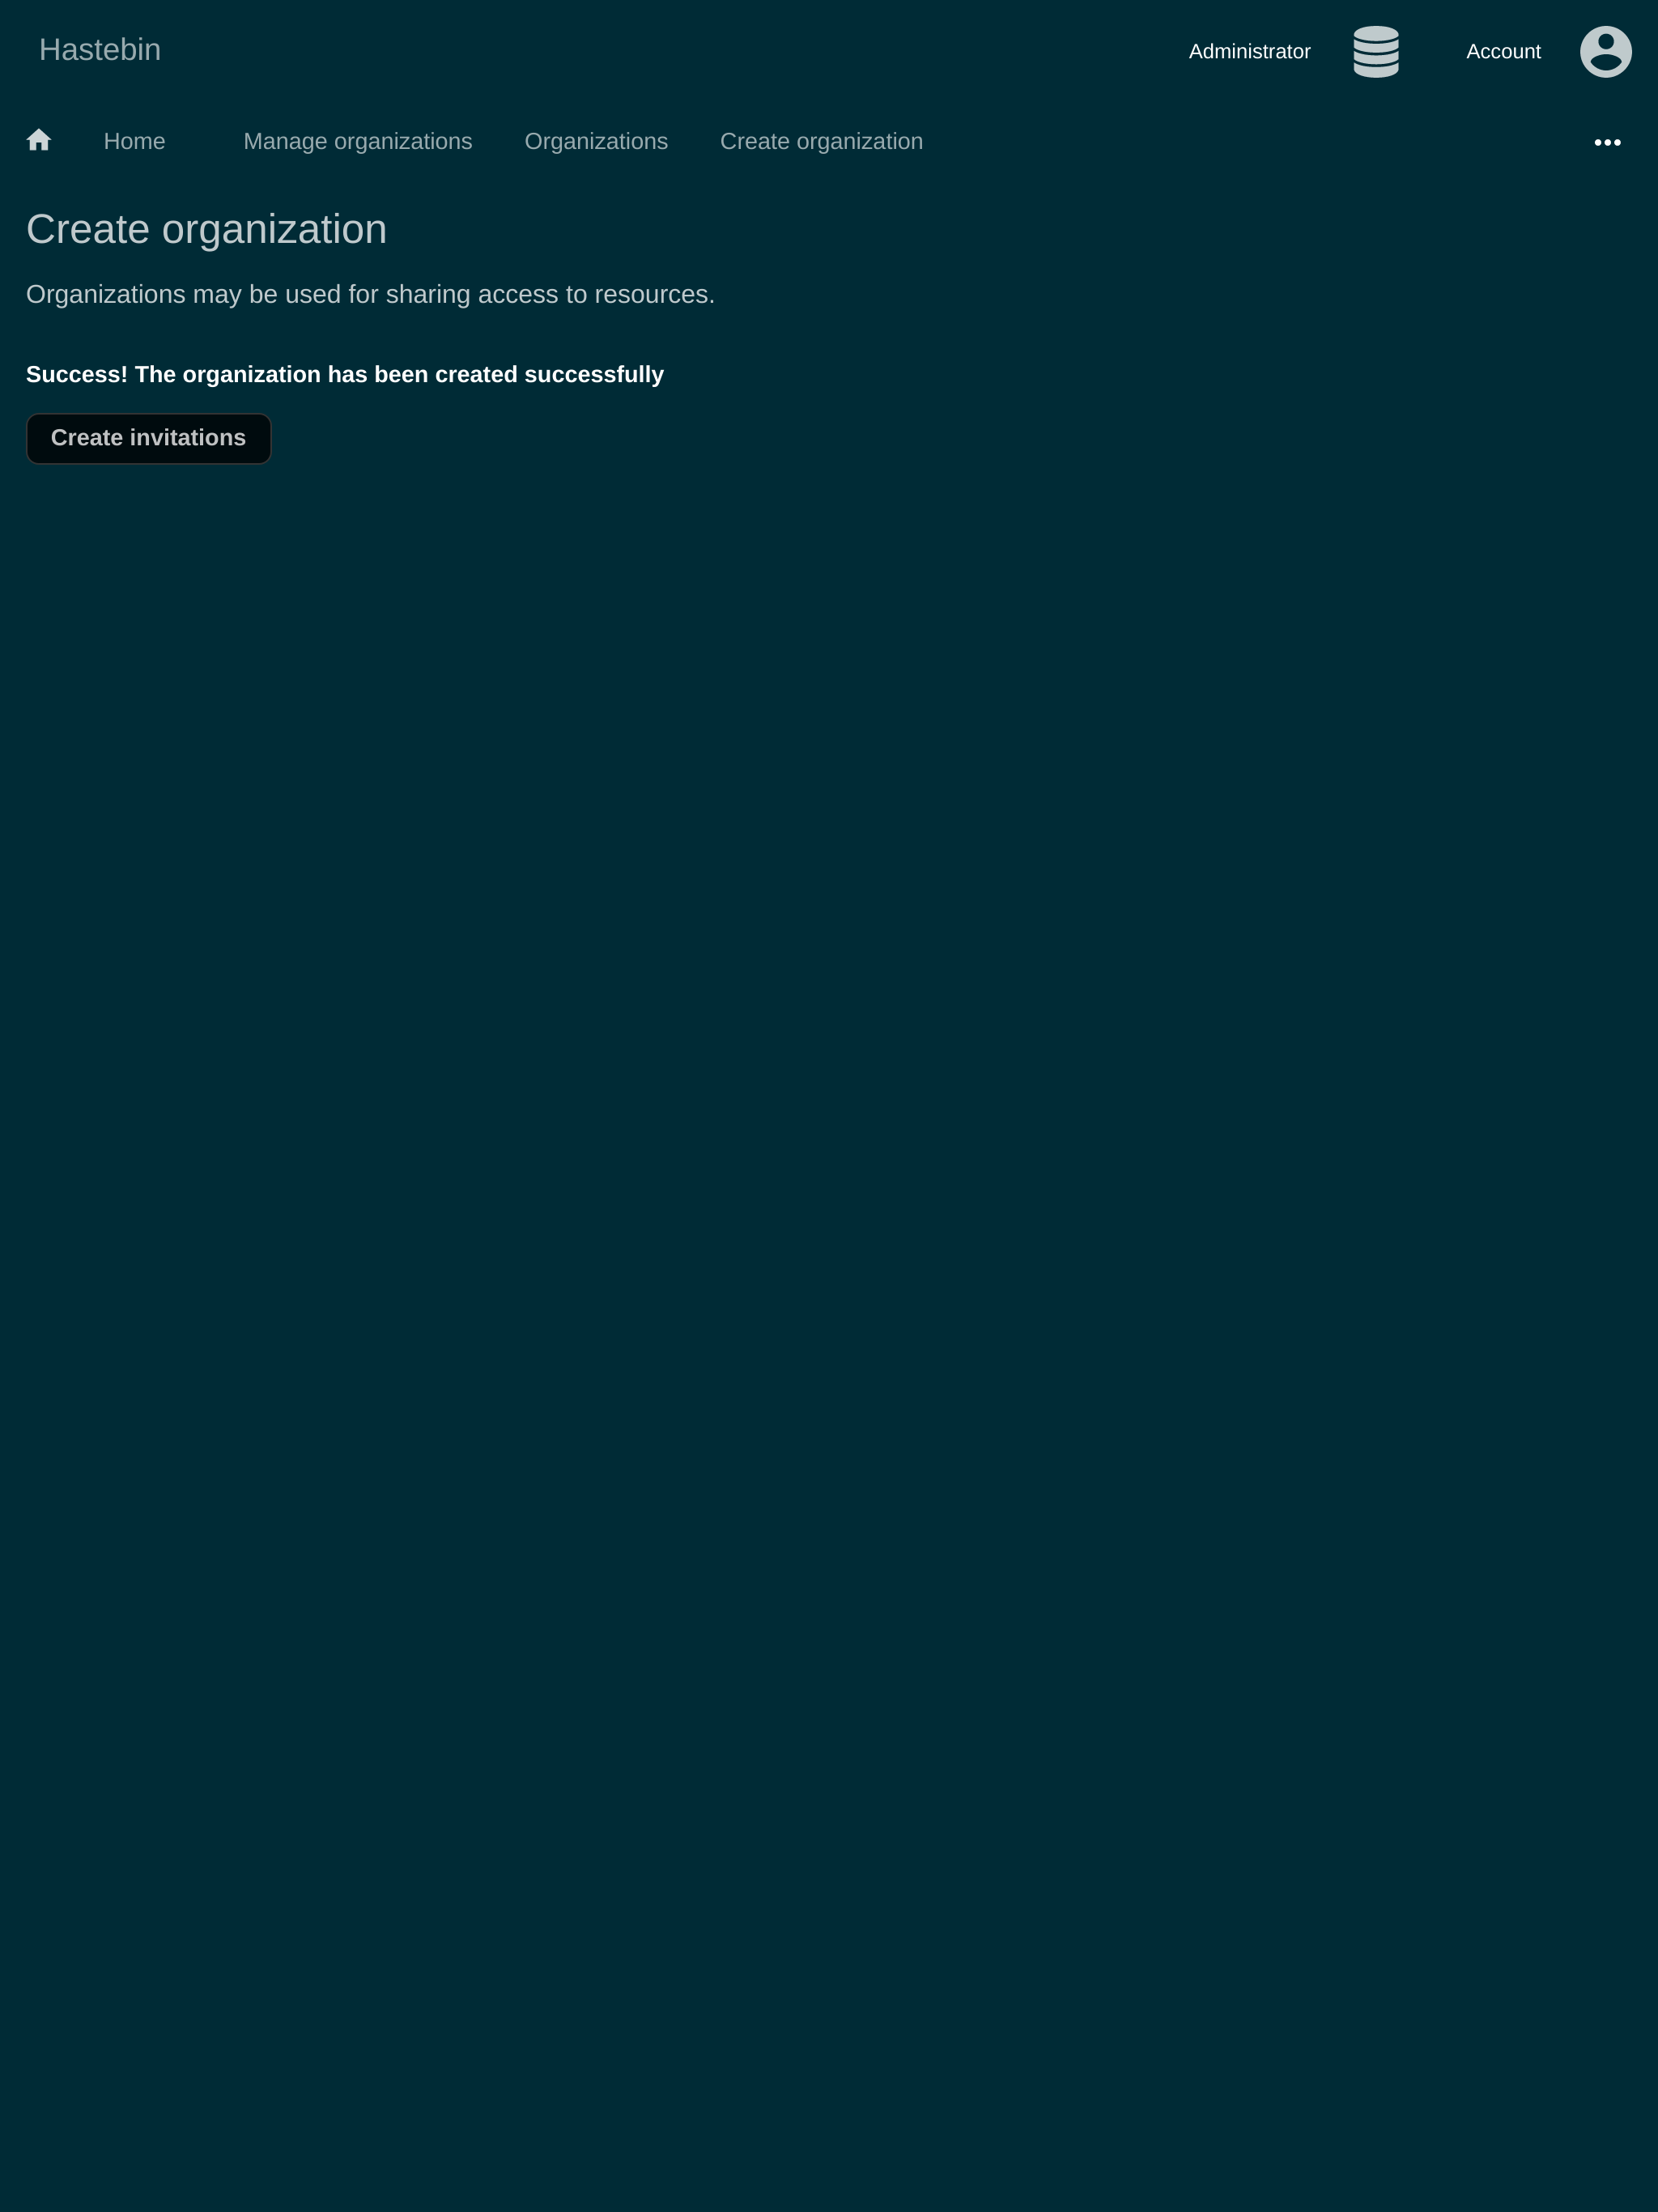 Hastebin
Administrator
Account
Home
Manage organizations
Organizations
Create organization
Create organization
Organizations may be used for sharing access to resources.
Success! The organization has been created successfully
Create invitations